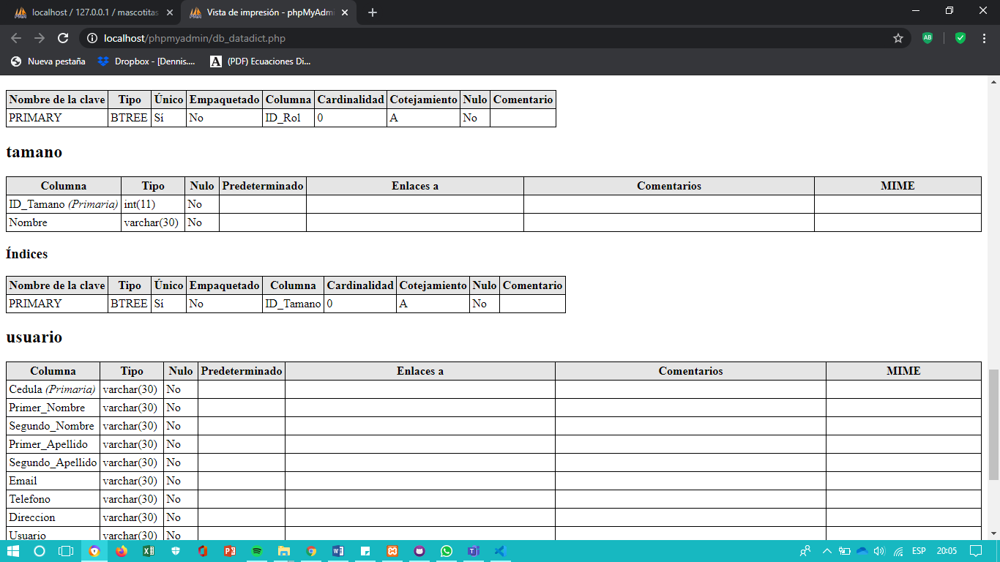 localhost / 127.0.0.1 / mascotitas
Vista de impresión - phpMyAdmi
localhost/phpmyadmin/db_datadict.php
AB
Nueva pestaña
Dropbox - [Dennis....
A (PDF) Ecuaciones Di...
Nombre de la clave Tipo Único Empaquetado Columna Cardinalidad Cotejamiento Nulo Comentario
PRIMARY BTREE Sí No ID_Rol 0 A No
tamano
Columna Tipo Nulo Predeterminado Enlaces a Comentarios MIME
ID_Tamano (Primaria) int(11) No
Nombre varchar(30) No
Índices
Nombre de la clave Tipo Único Empaquetado Columna Cardinalidad Cotejamiento Nulo Comentario
PRIMARY BTREE Sí No ID_Tamano 0 A No
usuario
Columna Tipo Nulo Predeterminado Enlaces a Comentarios MIME
Cedula (Primaria) varchar(30) No
Primer_Nombre varchar(30) No
Segundo_Nombre varchar(30) No
Primer_Apellido varchar(30) No
Segundo_Apellido varchar(30) No
Email varchar(30) No
Telefono varchar(30) No
Direccion varchar(30) No
Usuario varchar(30) No
ESP 20:05